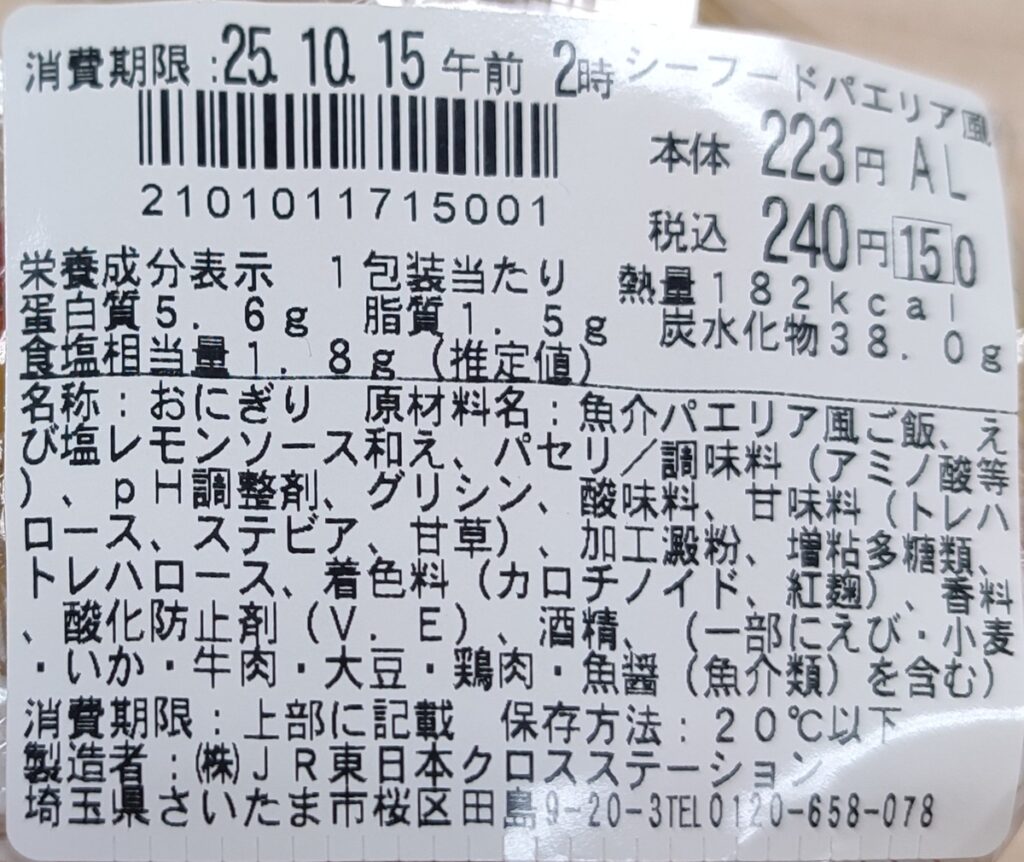 消費期限:25.10.15午前2時
シーフードパエリア風
本体 223円 AL
2101011715001
税込 240円 15 0
栄養成分表示 1包装当たり 熱量182kcal
蛋白質5.6g 脂質1.5g 炭水化物38.0g
食塩相当量1.8g(推定値)
名称:おにぎり 原材料名:魚介パエリア風ご飯、え
び塩レモンソース和え、パセリ/調味料(アミノ酸等
)、pH調整剤、グリシン、酸味料、甘味料(トレハ
ロース、ステビア、甘草)、加工澱粉、増粘多糖類、
トレハロース、着色料(カロチノイド、紅麹)、香料
、酸化防止剤(V.E)、酒精、(一部にえび・小麦
・いか・牛肉・大豆・鶏肉・魚醤(魚介類)を含む)
消費期限:上部に記載 保存方法:20℃以下
製造者:(株)JR東日本クロスステーション
埼玉県さいたま市桜区田島9-20-3TEL0120-658-078